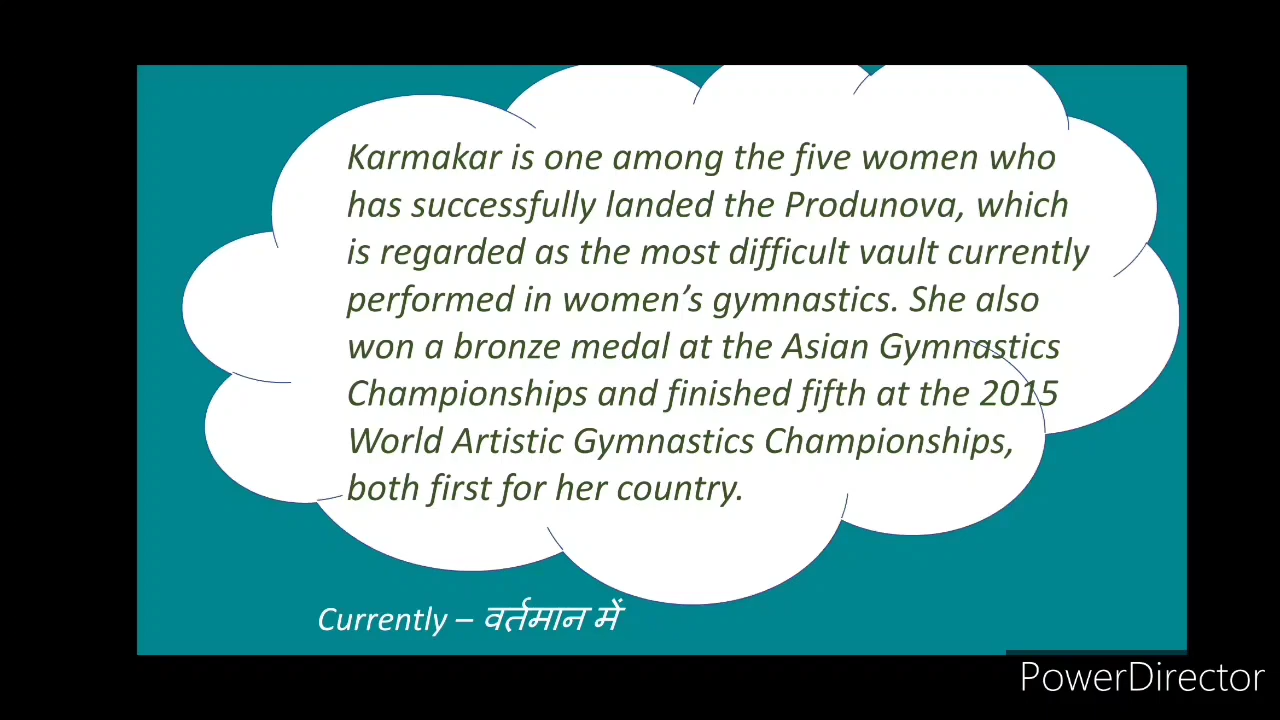 Karmakar is one among the five women who
has successfully landed the Produnova, which
is regarded as the most difficult vault currently
performed in women’s gymnastics. She also
won a bronze medal at the Asian Gymnastics
Championships and finished fifth at the 2015
World Artistic Gymnastics Championships,
both first for her country.
Currently – वर्तमान में
PowerDirector